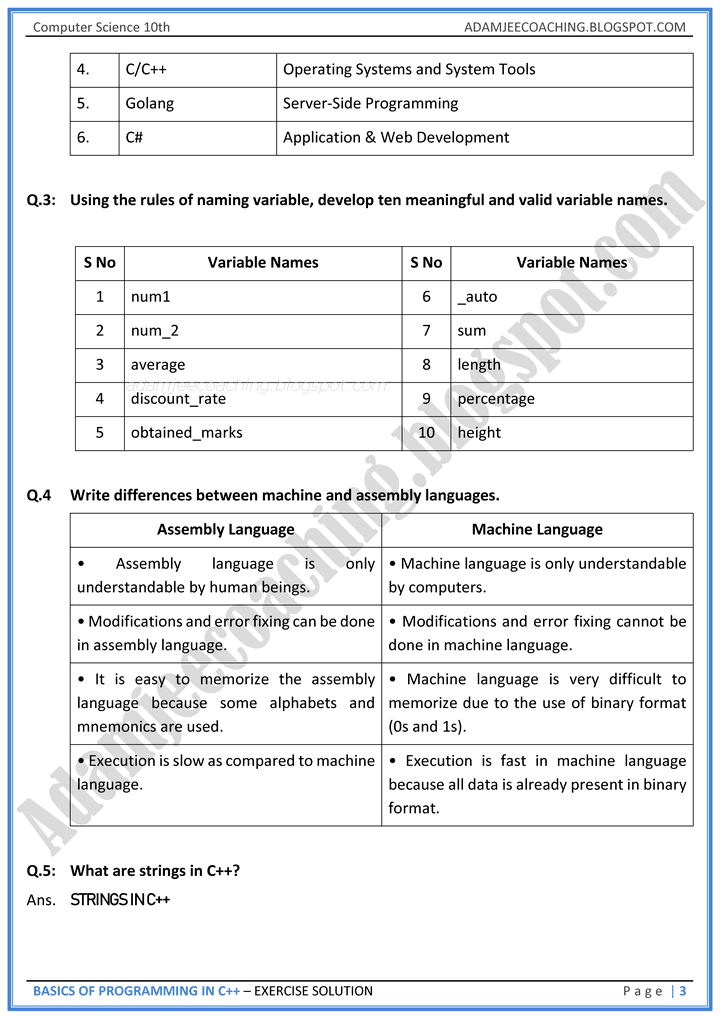 Computer Science 10th ADAMJEECOACHING.BLOGSPOT.COM
4. C/C++ Operating Systems and System Tools
5. Golang Server-Side Programming
6. C# Application & Web Development
Q.3: Using the rules of naming variable, develop ten meaningful and valid variable names.
S No Variable Names S No Variable Names
1 num1 6 _auto
2 num_2 7 sum
3 average 8 length
adamjeecoaching.blogspot.com
4 discount_rate 9 percentage
5 obtained_marks 10 height
Q.4 Write differences between machine and assembly languages.
Assembly Language Machine Language
• Assembly language is only • Machine language is only understandable
understandable by human beings. by computers.
• Modifications and error fixing can be done • Modifications and error fixing cannot be
in assembly language. done in machine language.
• It is easy to memorize the assembly • Machine language is very difficult to
language because some alphabets and memorize due to the use of binary format
mnemonics are used. (0s and 1s).
• Execution is slow as compared to machine • Execution is fast in machine language
language. because all data is already present in binary
format.
Q.5: What are strings in C++?
Ans. STRINGS IN C++
BASICS OF PROGRAMMING IN C++ – EXERCISE SOLUTION Page | 3
Adamjeecoaching.blogspot.com